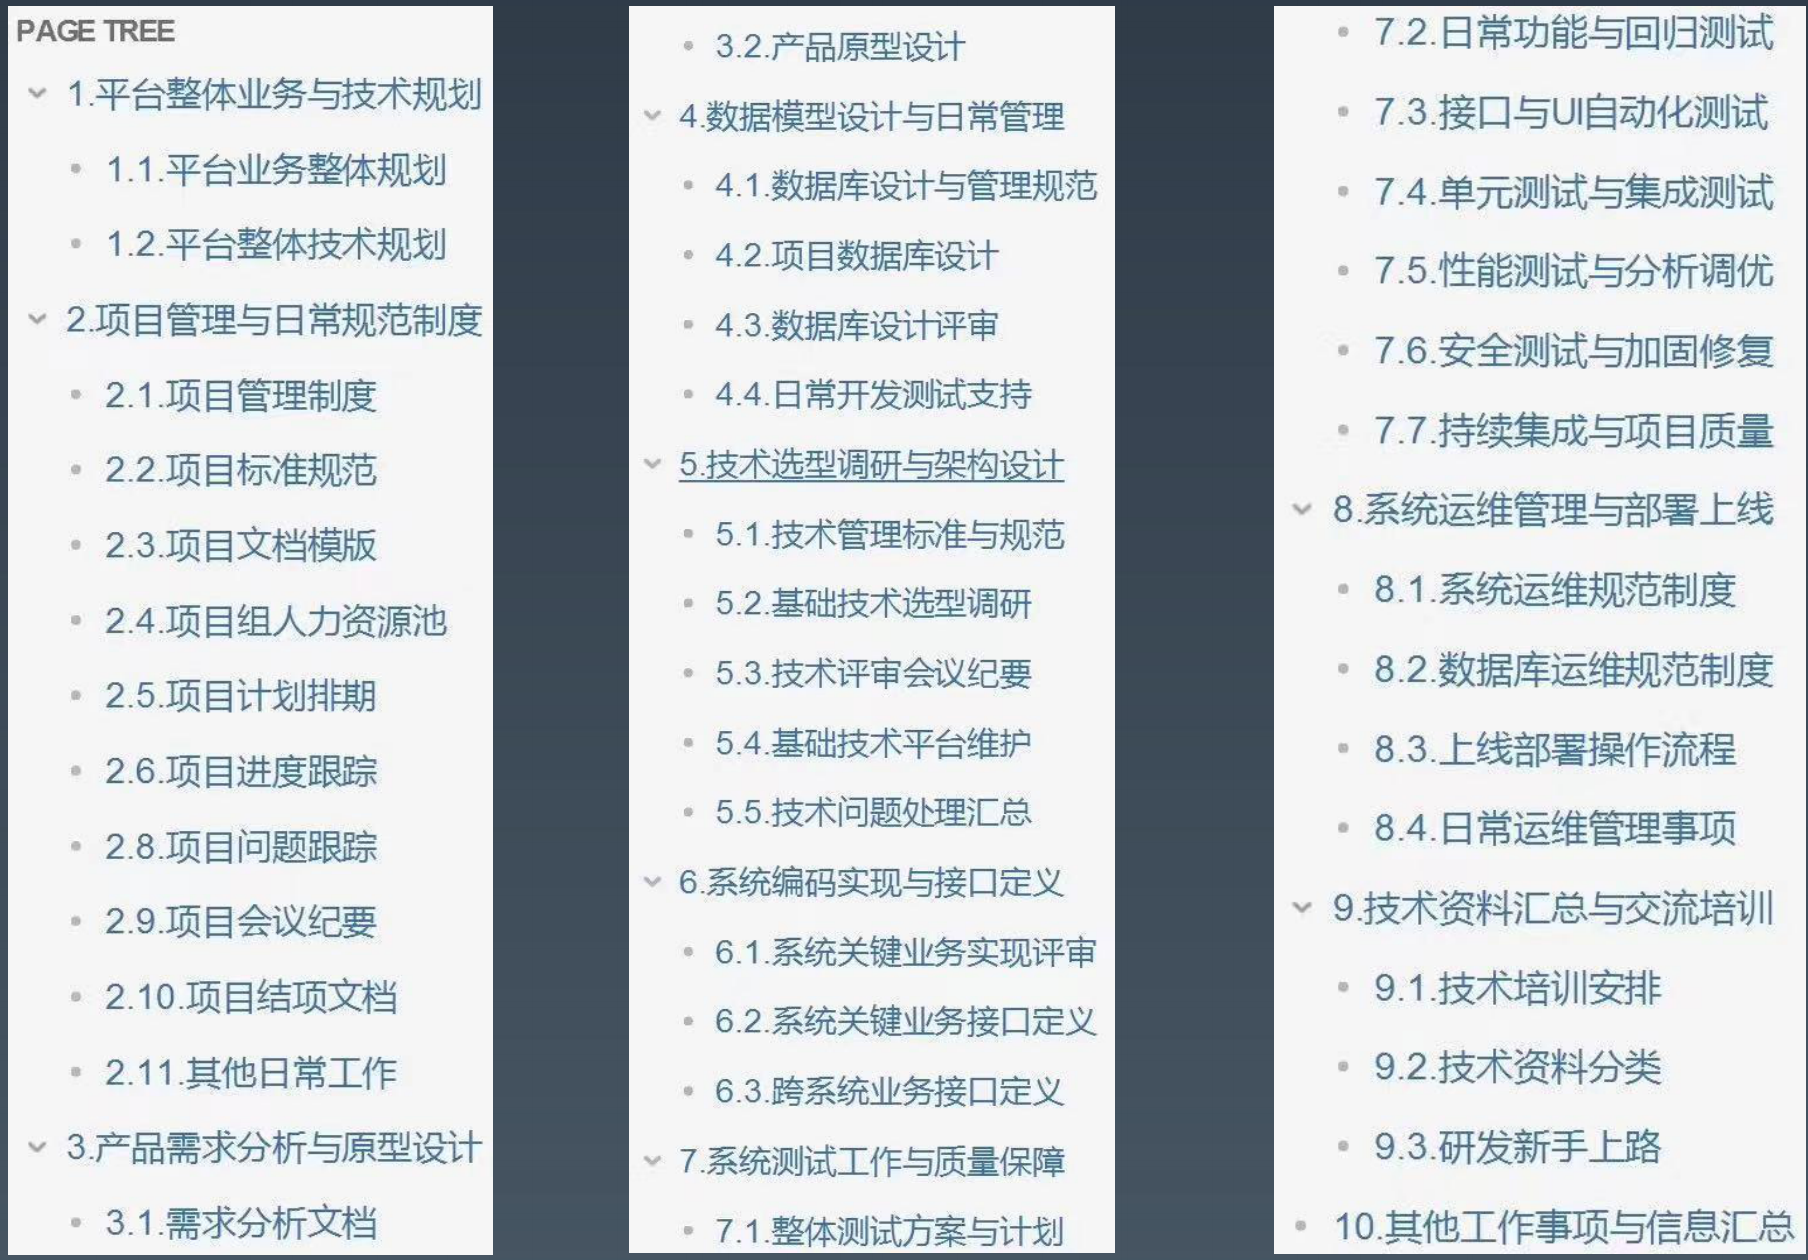 PAGE TREE
1.平台整体业务与技术规划
1.1.平台业务整体规划
1.2.平台整体技术规划
2.项目管理与日常规范制度
2.1.项目管理制度
2.2.项目标准规范
2.3.项目文档模版
2.4.项目组人力资源池
2.5.项目计划排期
2.6.项目进度跟踪
2.8.项目问题跟踪
2.9.项目会议纪要
2.10.项目结项文档
2.11.其他日常工作
3.产品需求分析与原型设计
3.1.需求分析文档
3.2.产品原型设计
4.数据模型设计与日常管理
4.1.数据库设计与管理规范
4.2.项目数据库设计
4.3.数据库设计评审
4.4.日常开发测试支持
5.技术选型调研与架构设计
5.1.技术管理标准与规范
5.2.基础技术选型调研
5.3.技术评审会议纪要
5.4.基础技术平台维护
5.5.技术问题处理汇总
6.系统编码实现与接口定义
6.1.系统关键业务实现评审
6.2.系统关键业务接口定义
6.3.跨系统业务接口定义
7.系统测试工作与质量保障
7.1.整体测试方案与计划
7.2.日常功能与回归测试
7.3.接口与UI自动化测试
7.4.单元测试与集成测试
7.5.性能测试与分析调优
7.6.安全测试与加固修复
7.7.持续集成与项目质量
8.系统运维管理与部署上线
8.1.系统运维规范制度
8.2.数据库运维规范制度
8.3.上线部署操作流程
8.4.日常运维管理事项
9.技术资料汇总与交流培训
9.1.技术培训安排
9.2.技术资料分类
9.3.研发新手上路
10.其他工作事项与信息汇总